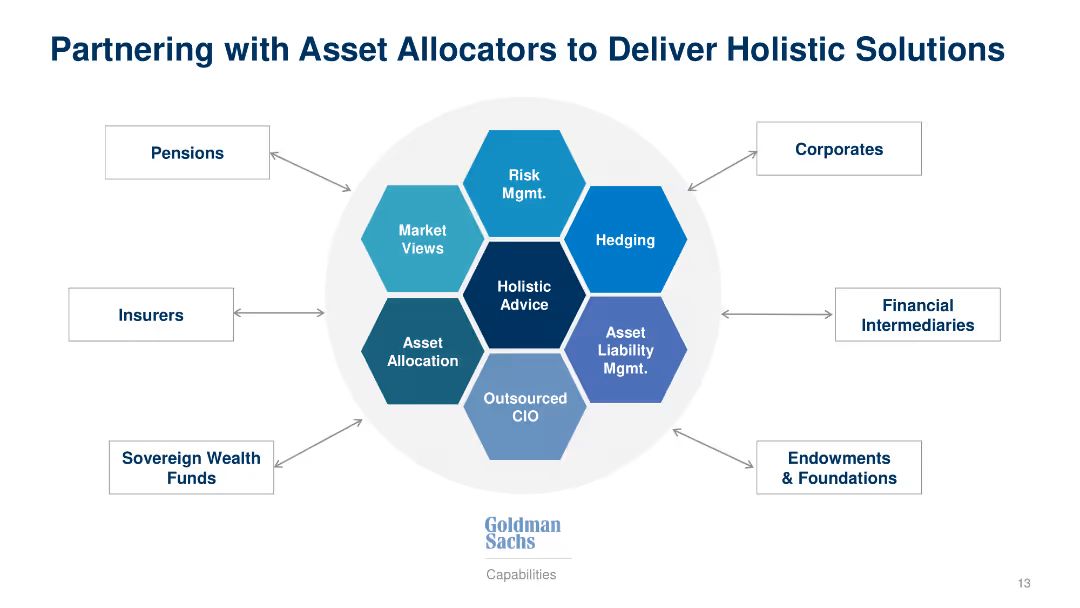 Partnering with Asset Allocators to Deliver Holistic Solutions
Pensions
Corporates
Risk
Mgmt.
Market
Views
Hedging
Holistic
Advice
Insurers
Financial
Intermediaries
Asset
Allocation
Asset
Liability
Mgmt.
Outsourced
CIO
Sovereign Wealth
Funds
Endowments
& Foundations
Goldman
Sachs
Capabilities
13